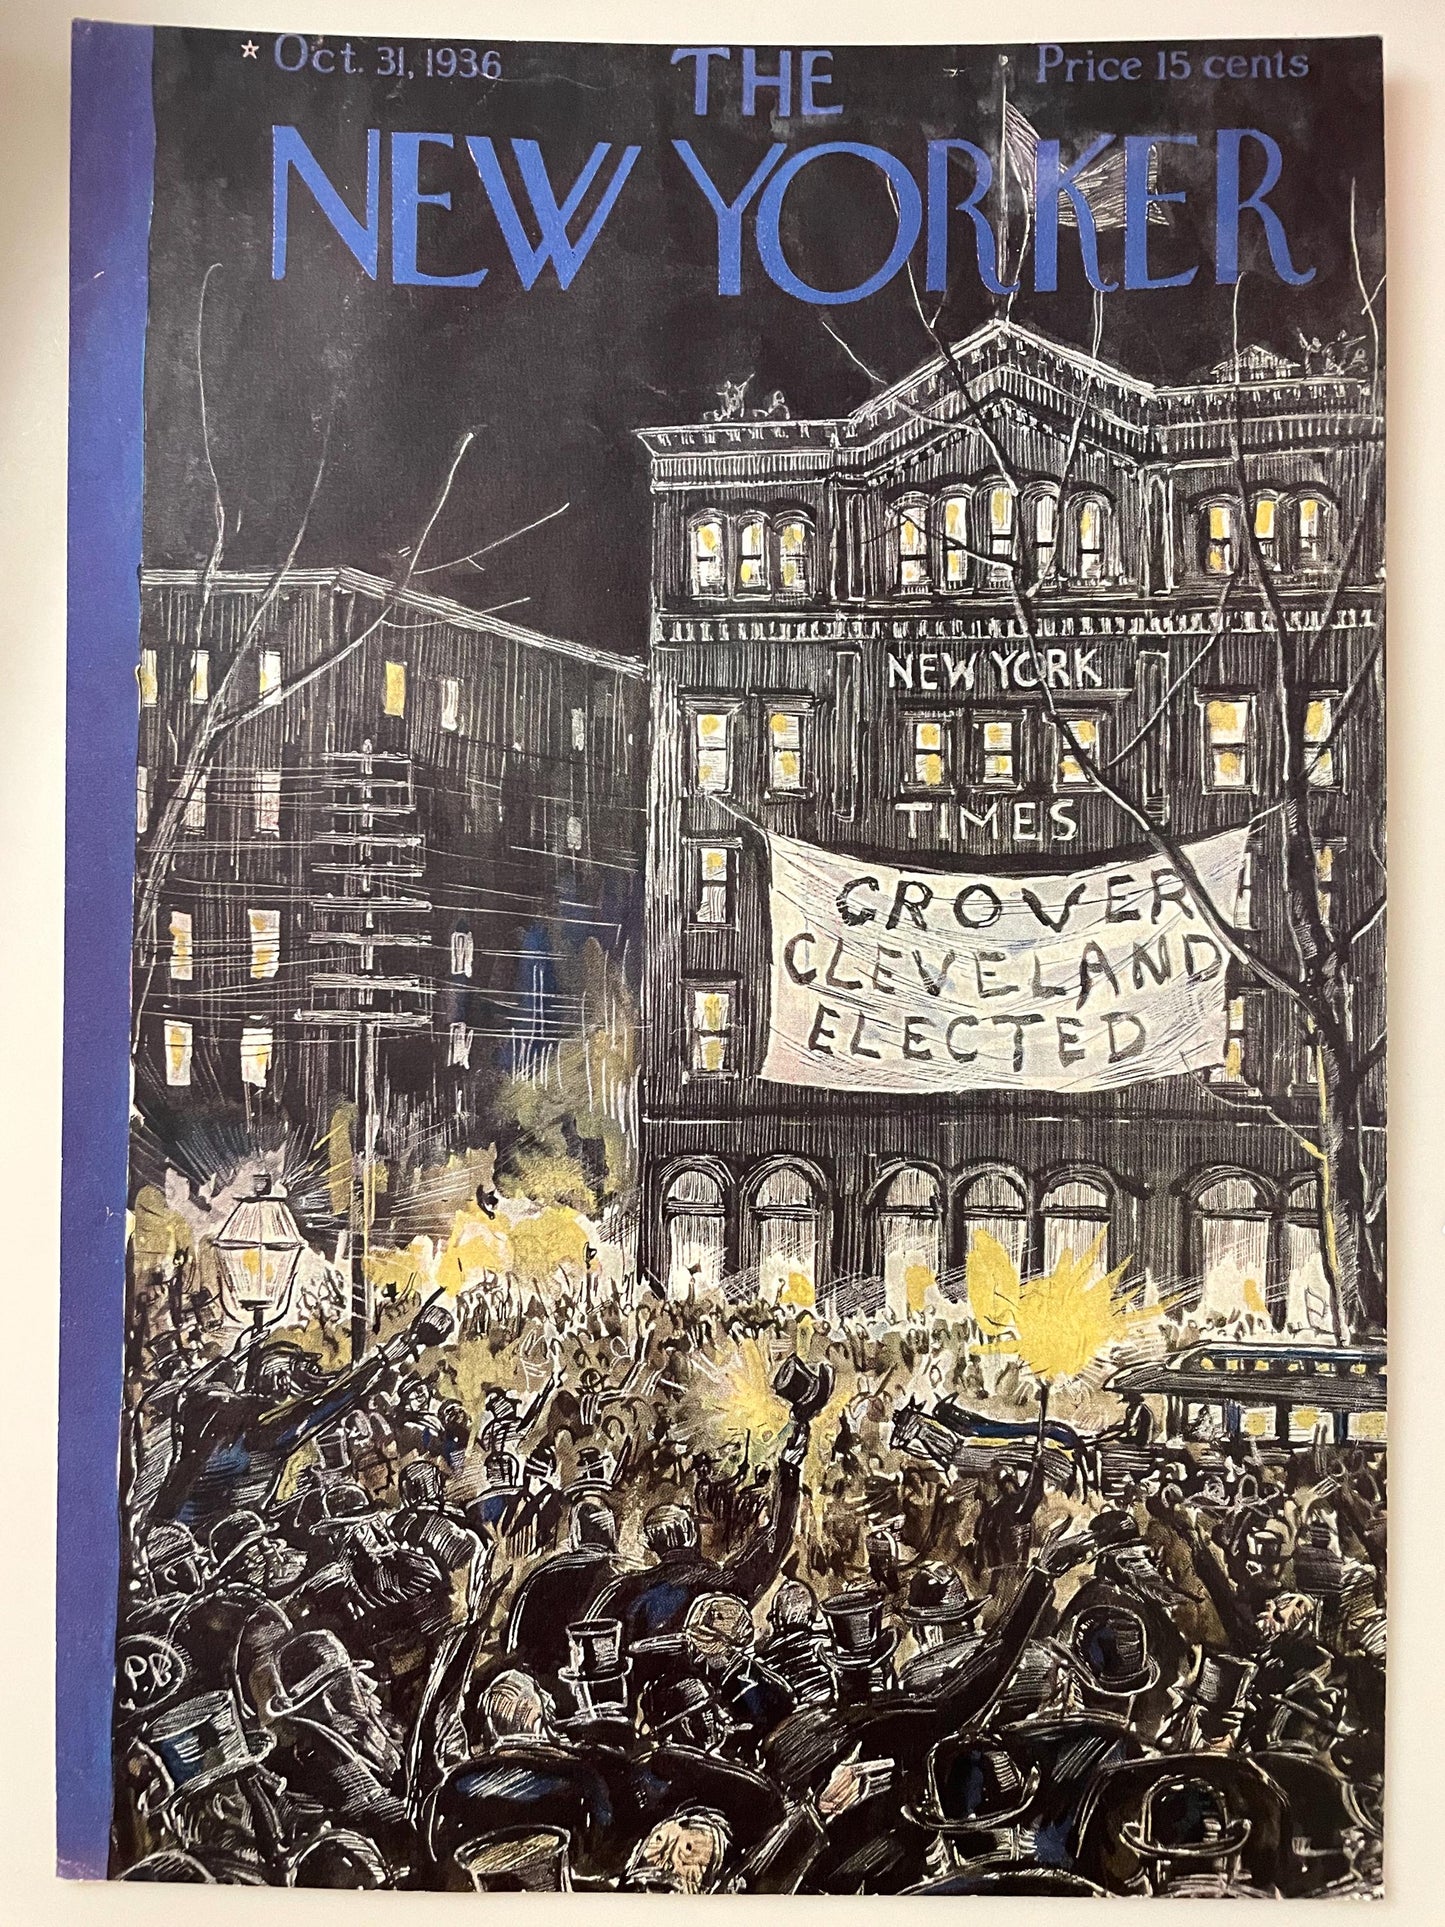 ★ Oct. 31, 1936
THE
Price 15 cents
NEW YORKER
NEW YORK
TIMES
GROVER
CLEVELAND
ELECTED
P.B